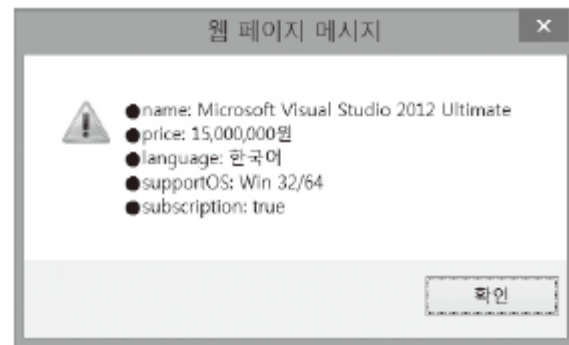 웹 페이지 메시지
●name: Microsoft Visual Studio 2012 Ultimate
●price: 15,000,000원
●language: 한국어
●supportOS: Win 32/64
●subscription: true
확인